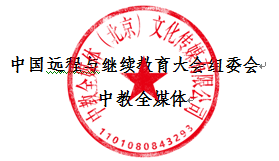 中教全媒体（北京）文化传媒有限公司
中国远程与继续教育大会组委会
中教全媒体
1101080843293